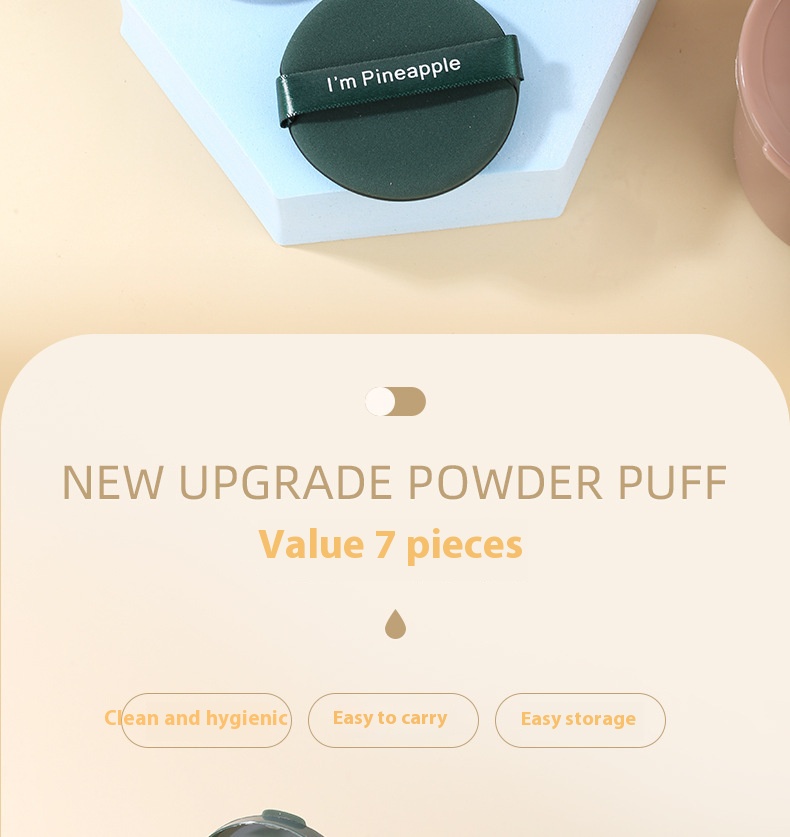 I'm Pineapple
NEW UPGRADE POWDER PUFF
Value 7 pieces
Clean and hygienic
Easy to carry
Easy storage